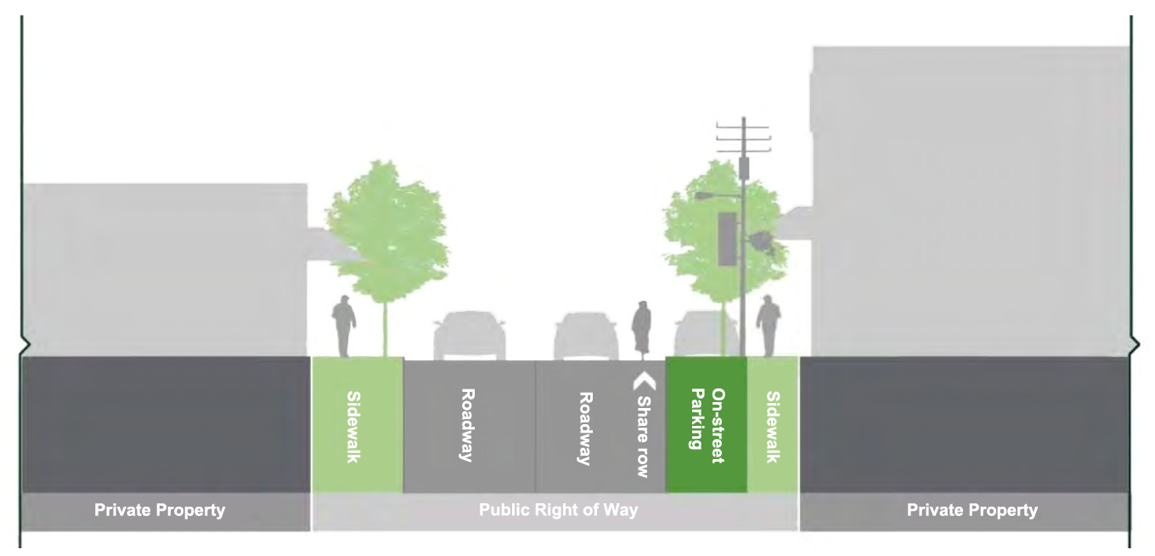 Sidewalk
Roadway
Roadway
Share row
On-street
Parking
Sidewalk
Private Property
Public Right of Way
Private Property